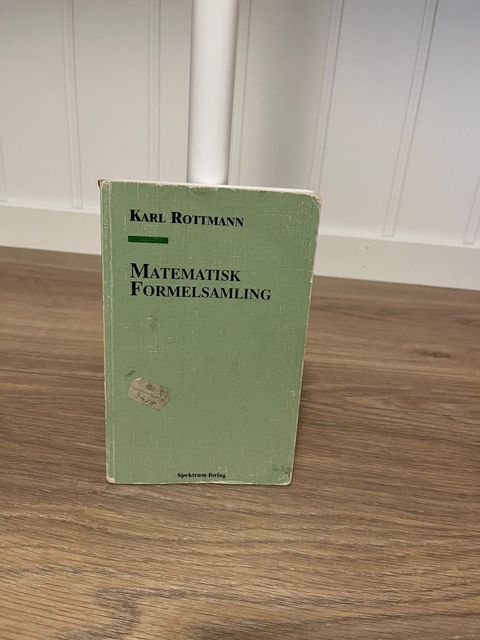 Karl Rottmann
Matematisk
Formelsamling
Spektrum forlag